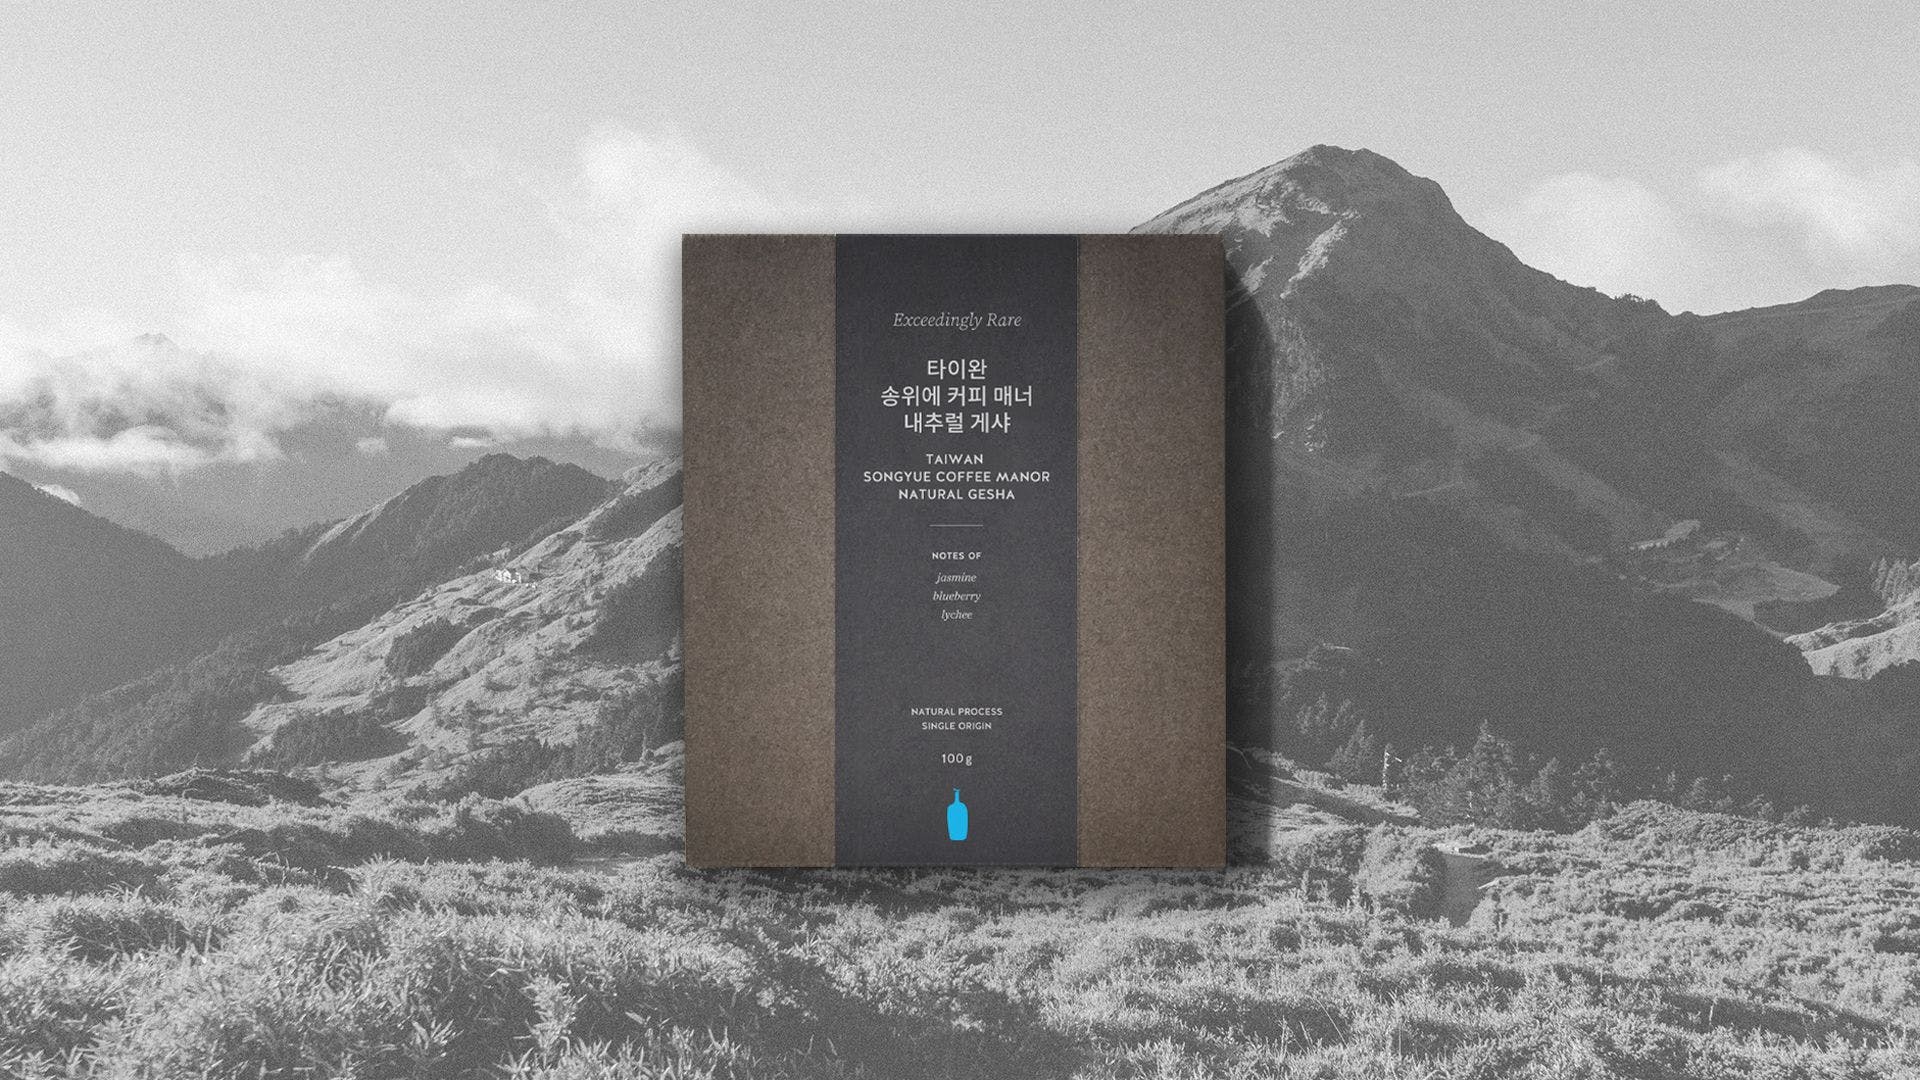 Exceedingly Rare
타이완
송위에 커피 매너
내추럴 게샤
TAIWAN
SONGYUE COFFEE MANOR
NATURAL GESHA
NOTES OF
jasmine
blueberry
lychee
NATURAL PROCESS
SINGLE ORIGIN
100g